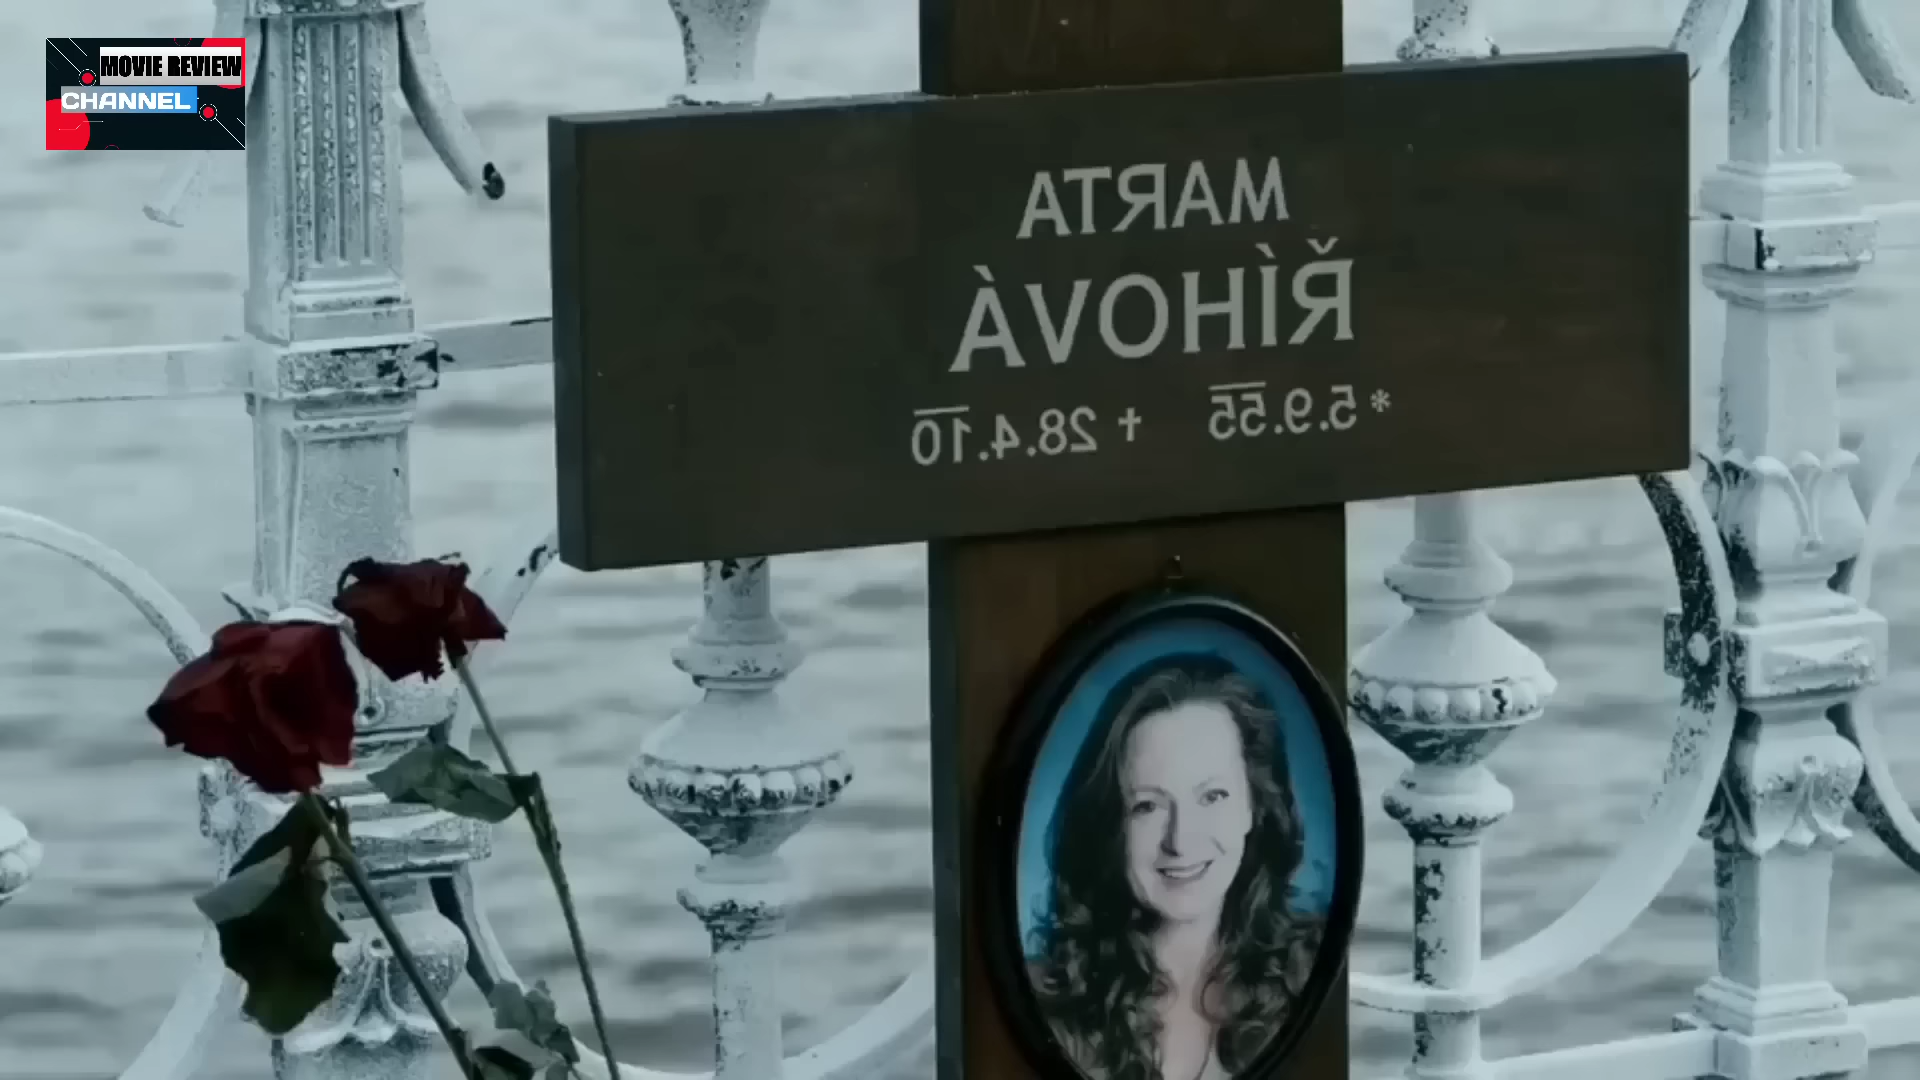 MOVIE REVIEW
CHANNEL
MARTA
ŘÍHOVÁ
* 5.9.55 + 28.4.10